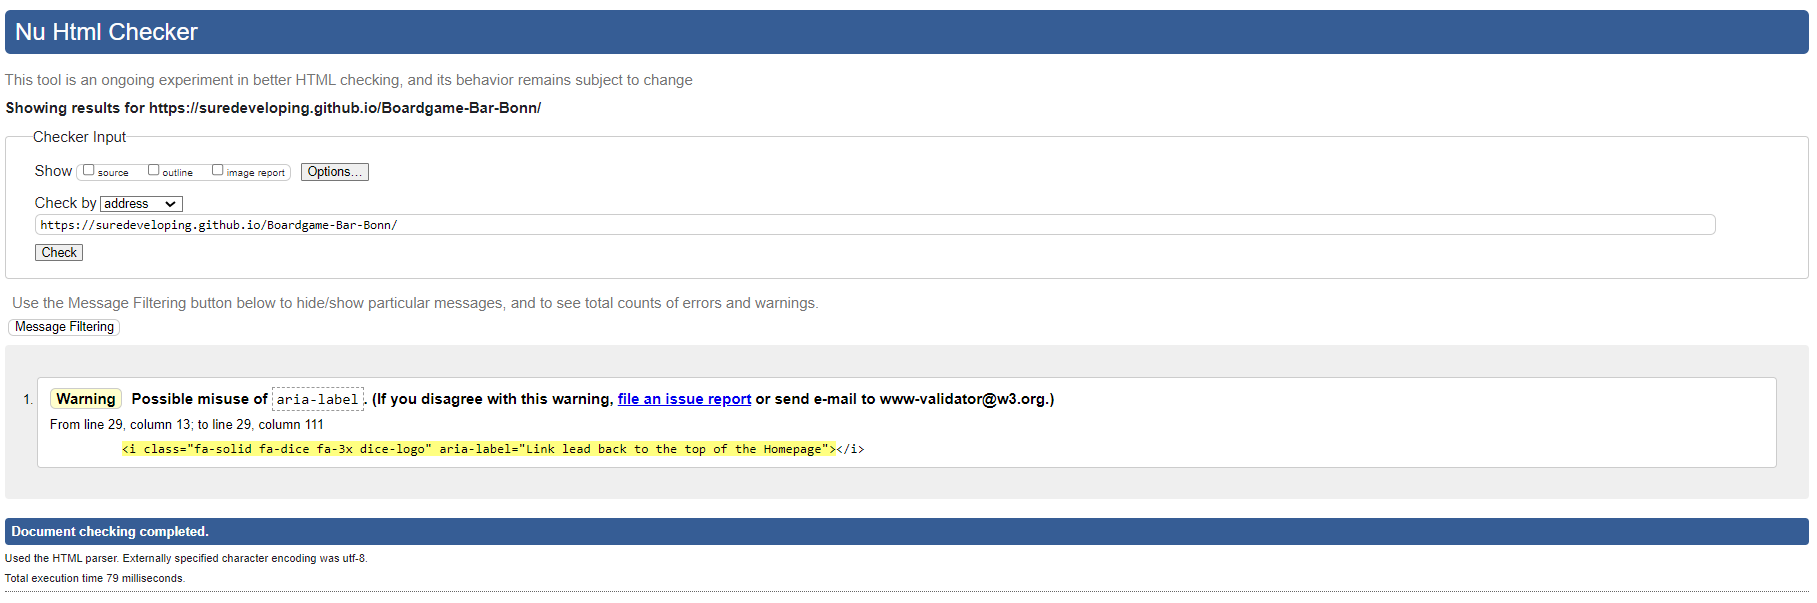 Nu Html Checker
This tool is an ongoing experiment in better HTML checking, and its behavior remains subject to change
Showing results for https://suredeveloping.github.io/Boardgame-Bar-Bonn/
Checker Input
Show source outline image report Options...
Check by address
https://suredeveloping.github.io/Boardgame-Bar-Bonn/
Check
Use the Message Filtering button below to hide/show particular messages, and to see total counts of errors and warnings.
Message Filtering
1. Warning Possible misuse of aria-label. (If you disagree with this warning, file an issue report or send e-mail to www-validator@w3.org.)
From line 29, column 13; to line 29, column 111
<i class="fa-solid fa-dice fa-3x dice-logo" aria-label="Link lead back to the top of the Homepage"></i>
Document checking completed.
Used the HTML parser. Externally specified character encoding was utf-8.
Total execution time 79 milliseconds.